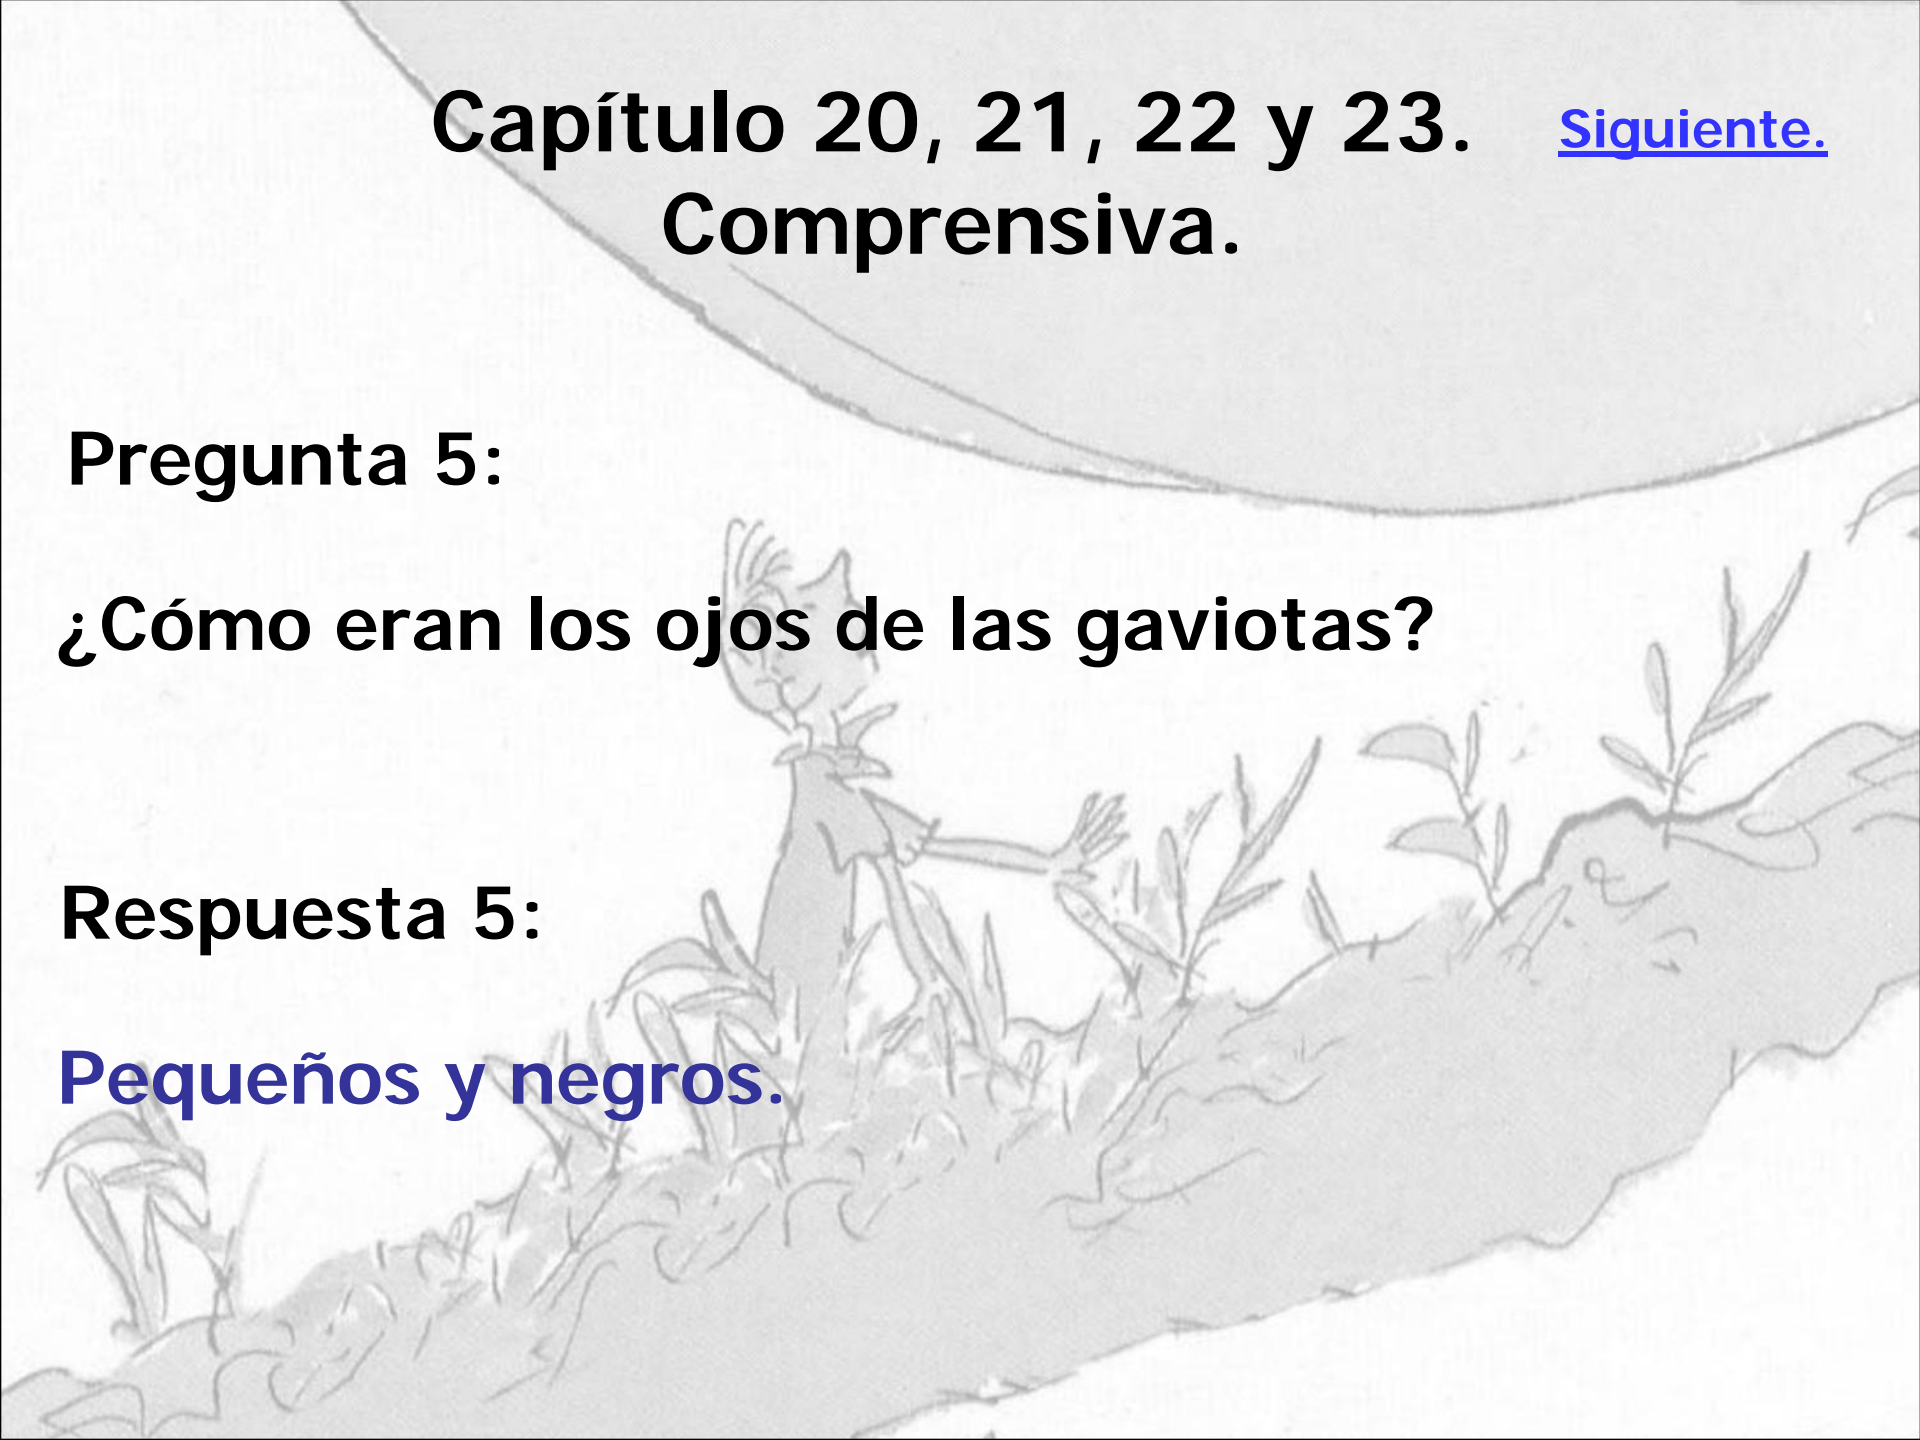 Capítulo 20, 21, 22 y 23.
Siguiente.
Comprensiva.
Pregunta 5:
¿Cómo eran los ojos de las gaviotas?
Respuesta 5:
Pequeños y negros.